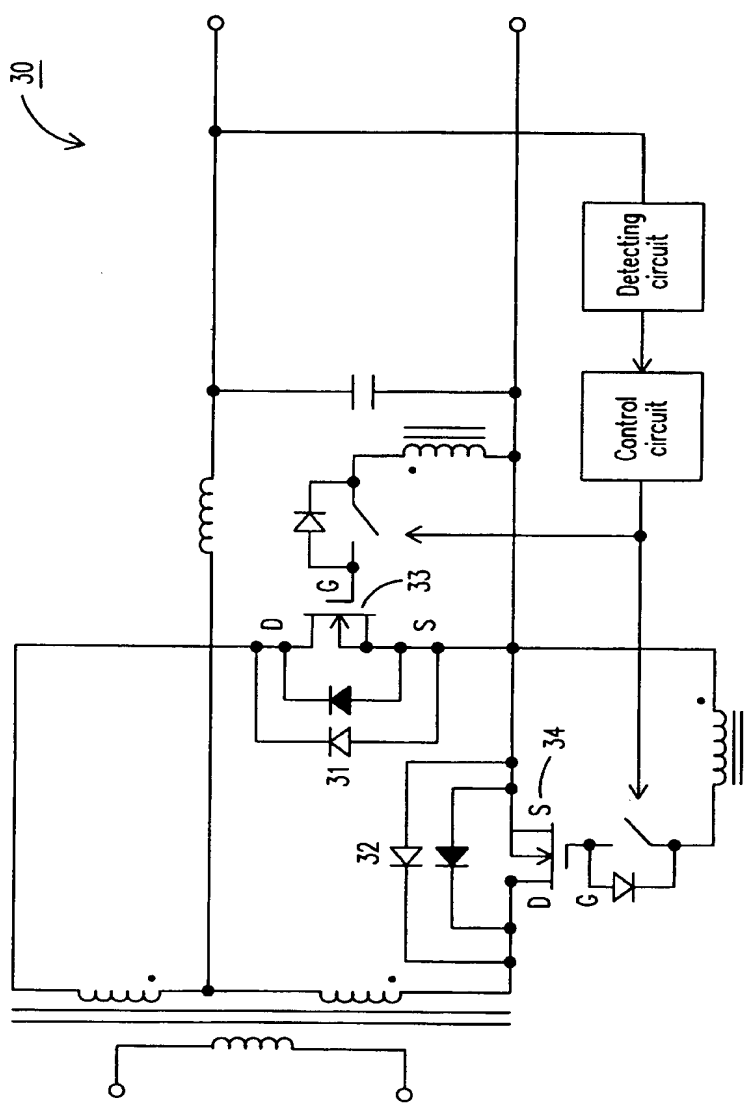 30
Detecting
circuit
Control
circuit
G
D
33
S
31
34
32
S
D
G